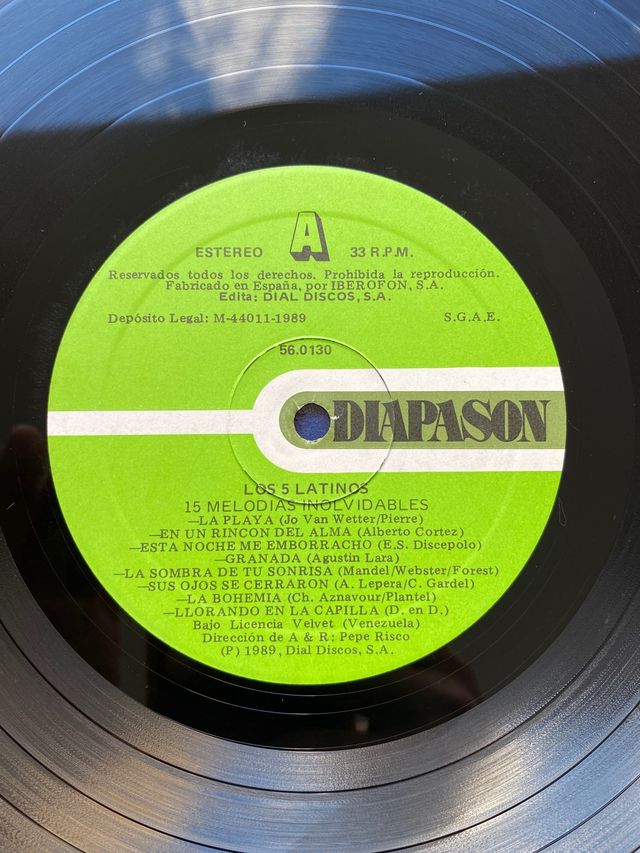 ESTEREO A 33 R.P.M.
Reservados todos los derechos. Prohibida la reproducción.
Fabricado en España, por IBEROFON, S.A.
Edita: DIAL DISCOS, S.A.
Depósito Legal: M-44011-1989 S.G.A.E.
56.0130
DIAPASON
LOS 5 LATINOS
15 MELODIAS INOLVIDABLES
—LA PLAYA (Jo Van Wetter/Pierre)
—EN UN RINCON DEL ALMA (Alberto Cortez)
—ESTA NOCHE ME EMBORRACHO (E.S. Discepolo)
—GRANADA (Agustin Lara)
—LA SOMBRA DE TU SONRISA (Mandel/Webster/Forest)
—SUS OJOS SE CERRARON (A. Lepera/C. Gardel)
—LA BOHEMIA (Ch. Aznavour/Plantel)
—LLORANDO EN LA CAPILLA (D. en D.)
Bajo Licencia Velvet (Venezuela)
Dirección de A & R: Pepe Risco
(P) 1989, Dial Discos, S.A.